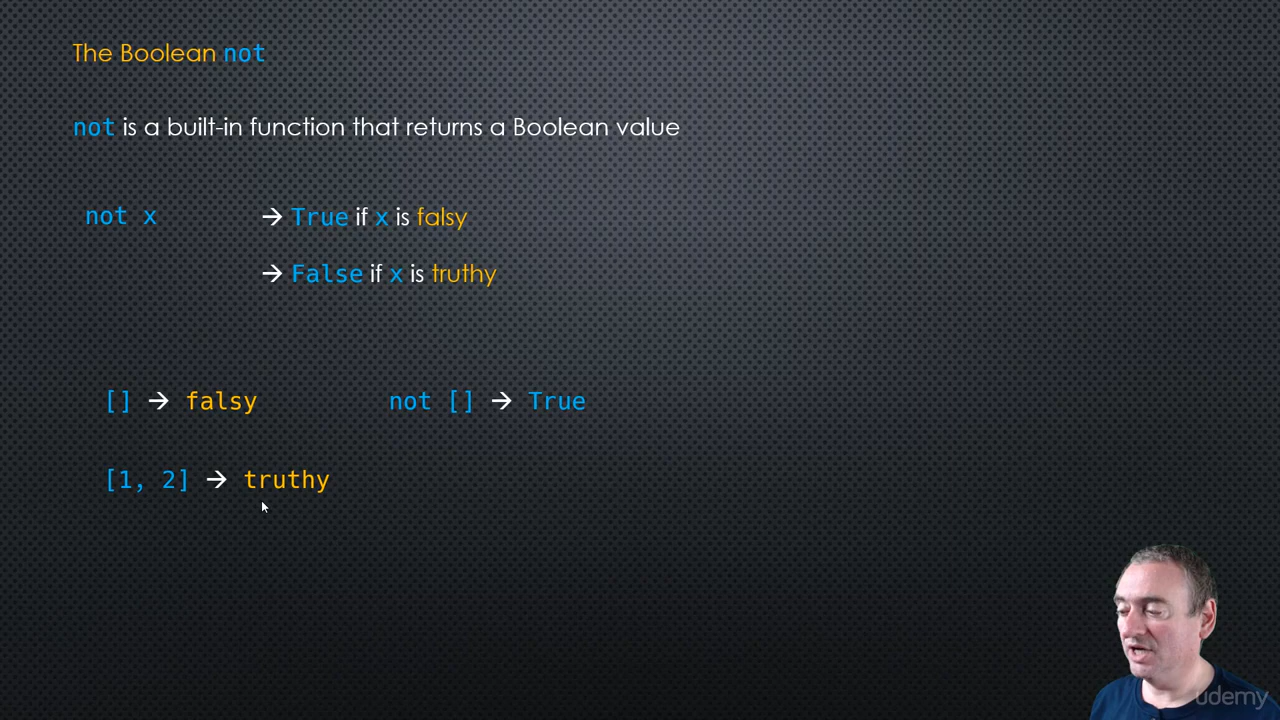 The Boolean not
not is a built-in function that returns a Boolean value
not x → True if x is falsy
→ False if x is truthy
[] → falsy not [] → True
[1, 2] → truthy
udemy